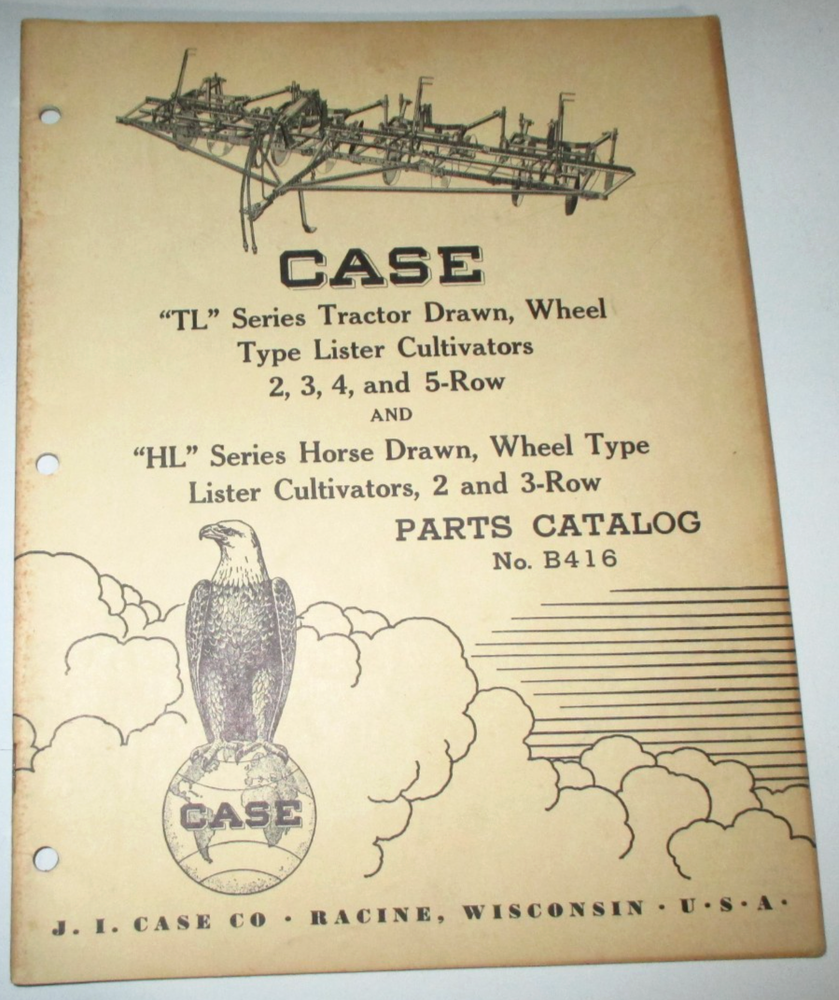 CASE
“TL” Series Tractor Drawn, Wheel
Type Lister Cultivators
2, 3, 4, and 5-Row
AND
“HL” Series Horse Drawn, Wheel Type
Lister Cultivators, 2 and 3-Row
PARTS CATALOG
No. B416
CASE
J. I. CASE CO · RACINE, WISCONSIN · U·S·A·